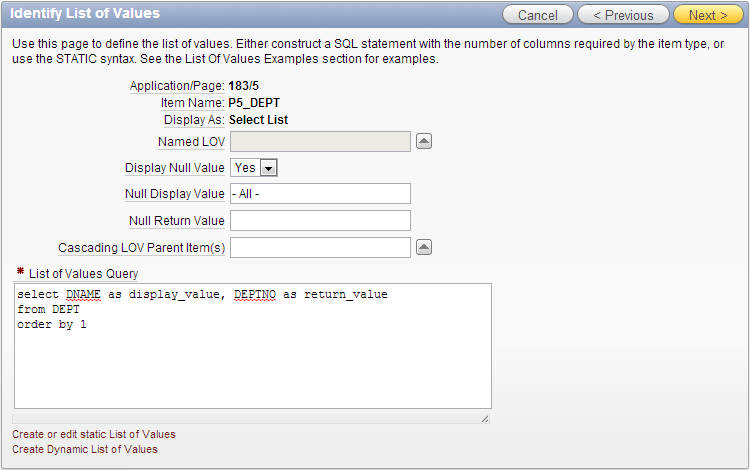 Identify List of Values
Cancel
< Previous
Next >
Use this page to define the list of values. Either construct a SQL statement with the number of columns required by the item type, or
use the STATIC syntax. See the List Of Values Examples section for examples.
Application/Page: 183/5
Item Name: P5_DEPT
Display As: Select List
Named LOV
Display Null Value Yes
Null Display Value - All -
Null Return Value
Cascading LOV Parent Item(s)
* List of Values Query
select DNAME as display_value, DEPTNO as return_value
from DEPT
order by 1
Create or edit static List of Values
Create Dynamic List of Values